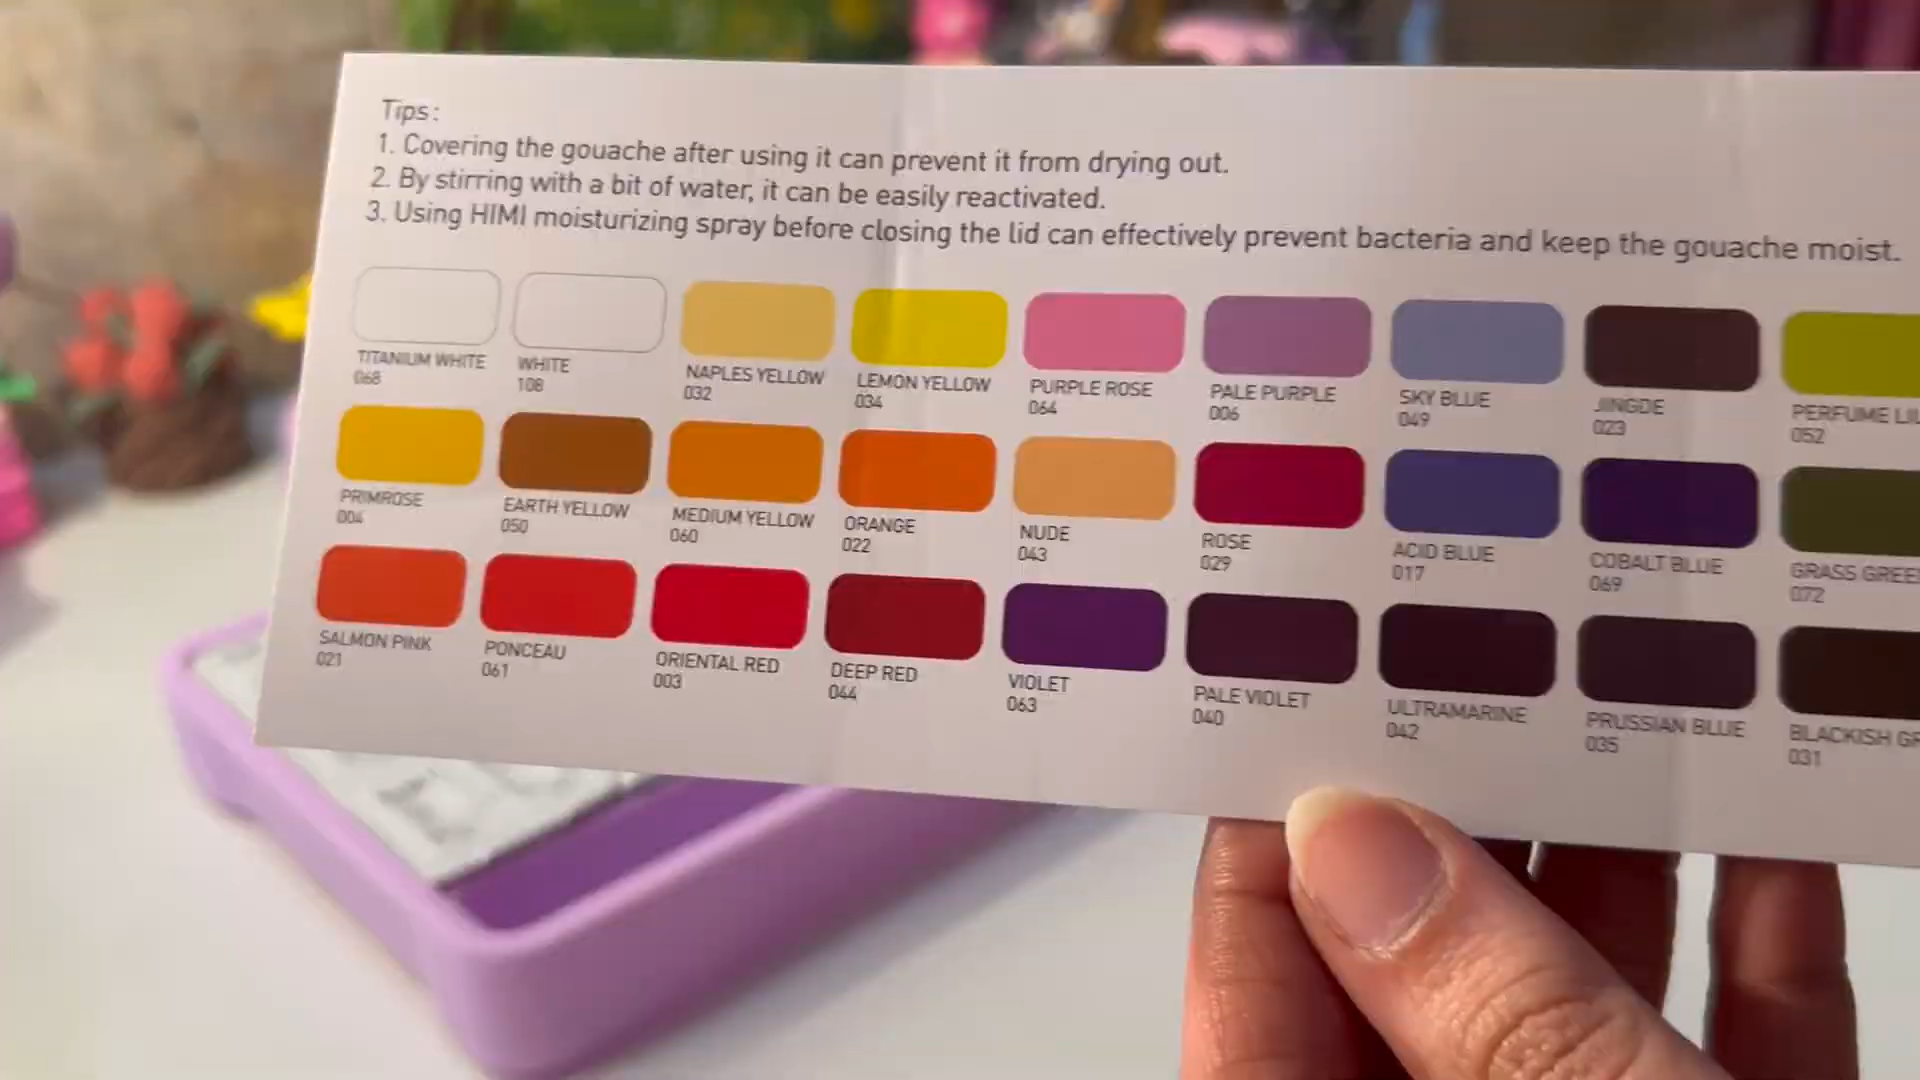 Tips:
1. Covering the gouache after using it can prevent it from drying out.
2. By stirring with a bit of water, it can be easily reactivated.
3. Using HIMI moisturizing spray before closing the lid can effectively prevent bacteria and keep the gouache moist.
TITANIUM WHITE
068
WHITE
108
NAPLES YELLOW
032
LEMON YELLOW
034
PURPLE ROSE
064
PALE PURPLE
006
SKY BLUE
049
JINGDE
023
PERFUME
052
PRIMROSE
004
EARTH YELLOW
050
MEDIUM YELLOW
060
ORANGE
022
NUDE
043
ROSE
029
ACID BLUE
017
COBALT BLUE
069
GRASS
072
SALMON PINK
021
PONCEAU
061
ORIENTAL RED
003
DEEP RED
044
VIOLET
063
PALE VIOLET
040
ULTRAMARINE
042
PRUSSIAN BLUE
035
BLACKISH
031